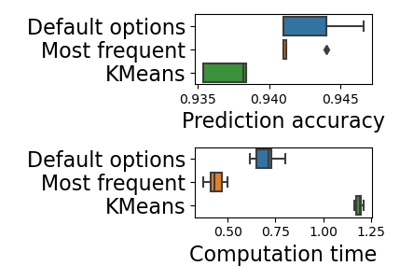 Default options
Most frequent
KMeans
0.935 0.940 0.945
Prediction accuracy
Default options
Most frequent
KMeans
0.50 0.75 1.00 1.25
Computation time